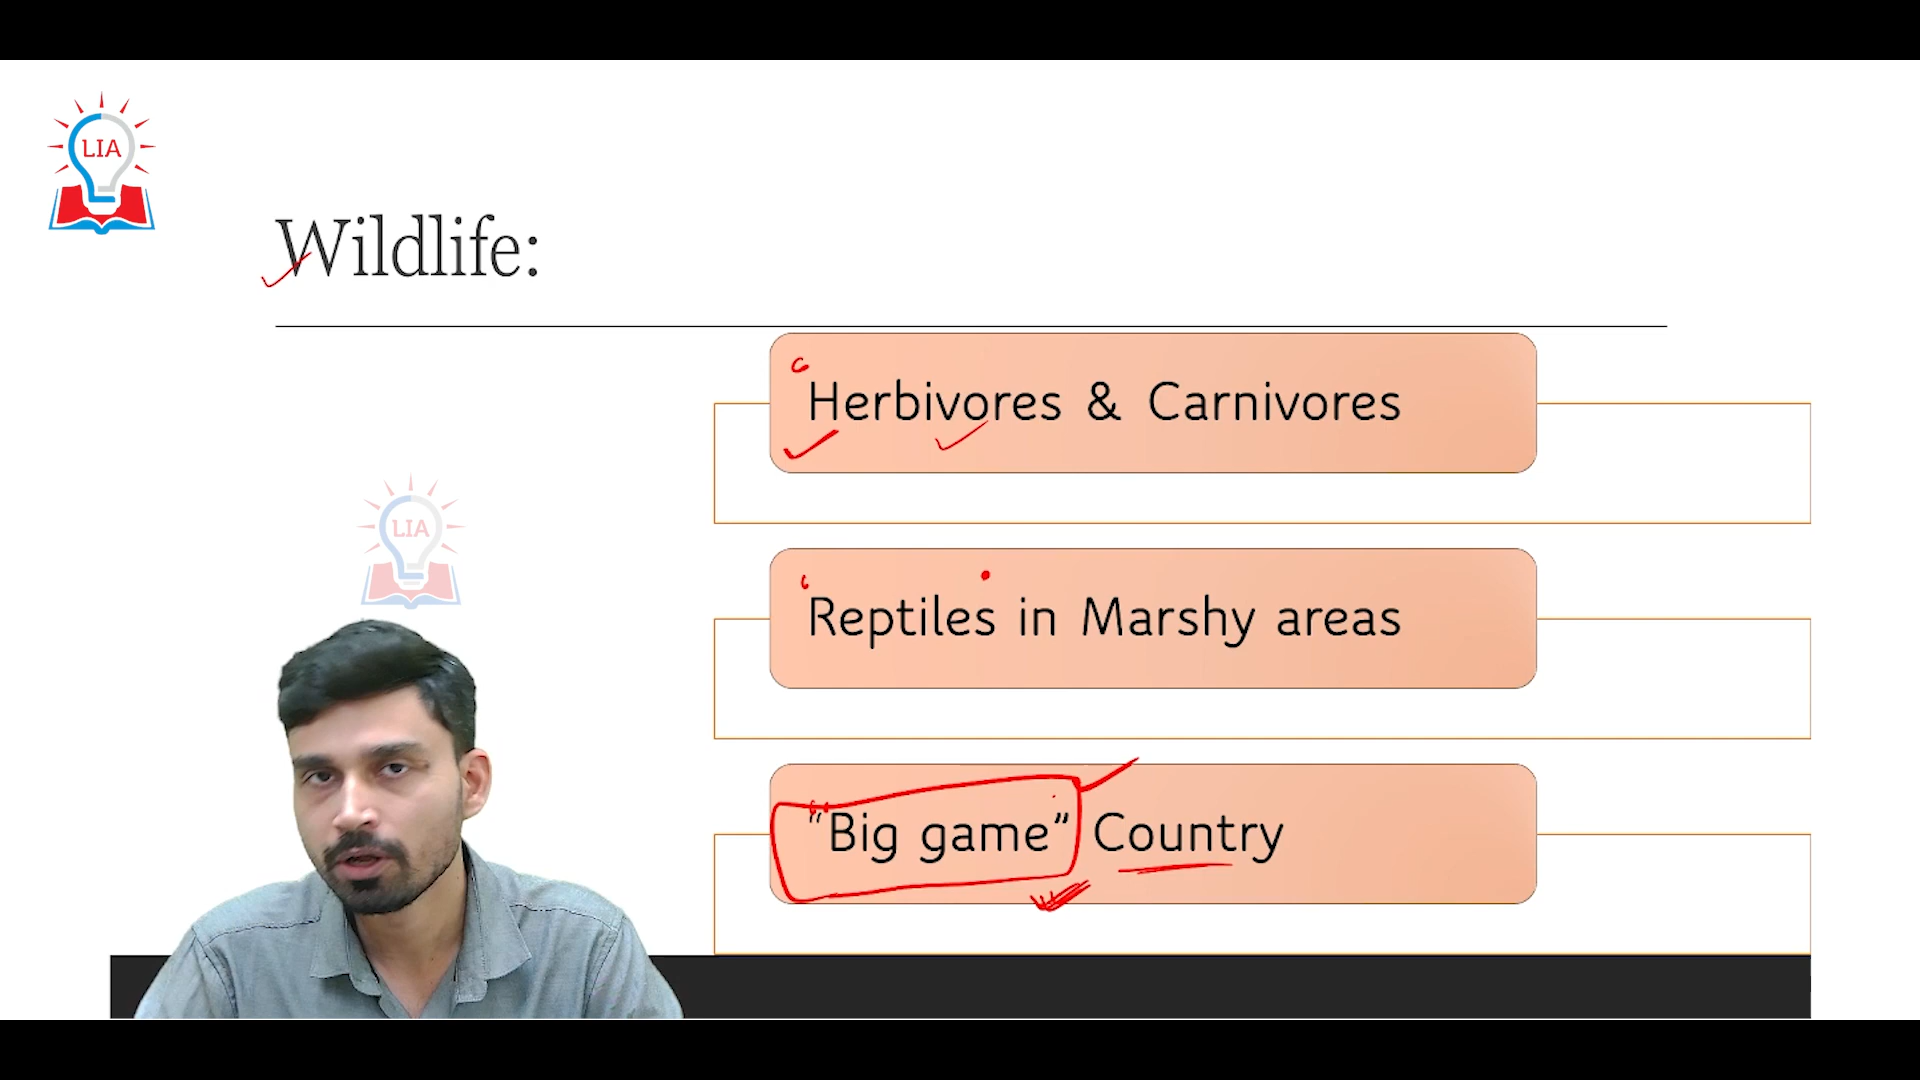 LIA
Wildlife:
Herbivores & Carnivores
LIA
Reptiles in Marshy areas
"Big game" Country